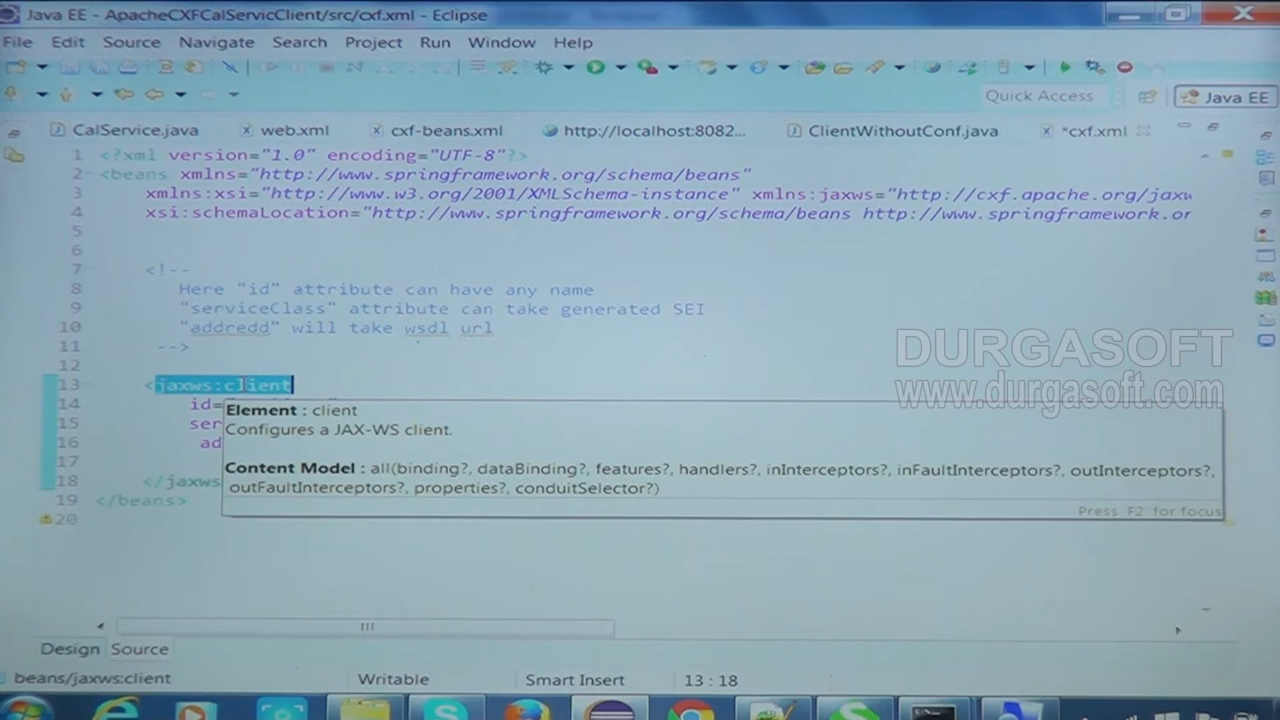 Java EE - ApacheCXFCalServicClient/src/cxf.xml - Eclipse
File Edit Source Navigate Search Project Run Window Help
Quick Access
Java EE
CalService.java web.xml cxf-beans.xml http://localhost:8082... ClientWithoutConf.java *cxf.xml
1 <?xml version="1.0" encoding="UTF-8"?>
2 <beans xmlns="http://www.springframework.org/schema/beans"
3 xmlns:xsi="http://www.w3.org/2001/XMLSchema-instance" xmlns:jaxws="http://cxf.apache.org/jaxw
4 xsi:schemaLocation="http://www.springframework.org/schema/beans http://www.springframework.or
5
6
7 <!--
8 Here "id" attribute can have any name
9 "serviceClass" attribute can take generated SEI
10 "addredd" will take wsdl url
11 -->
12
13 <jaxws:client
14 id=
15 ser
16 ad
17
18 </jaxws
19 </beans>
20
Element : client
Configures a JAX-WS client.
Content Model : all(binding?, dataBinding?, features?, handlers?, inInterceptors?, inFaultInterceptors?, outInterceptors?,
outFaultInterceptors?, properties?, conduitSelector?)
Press 'F2' for focus
DURGASOFT
www.durgasoft.com
Design Source
beans/jaxws:client Writable Smart Insert 13 : 18